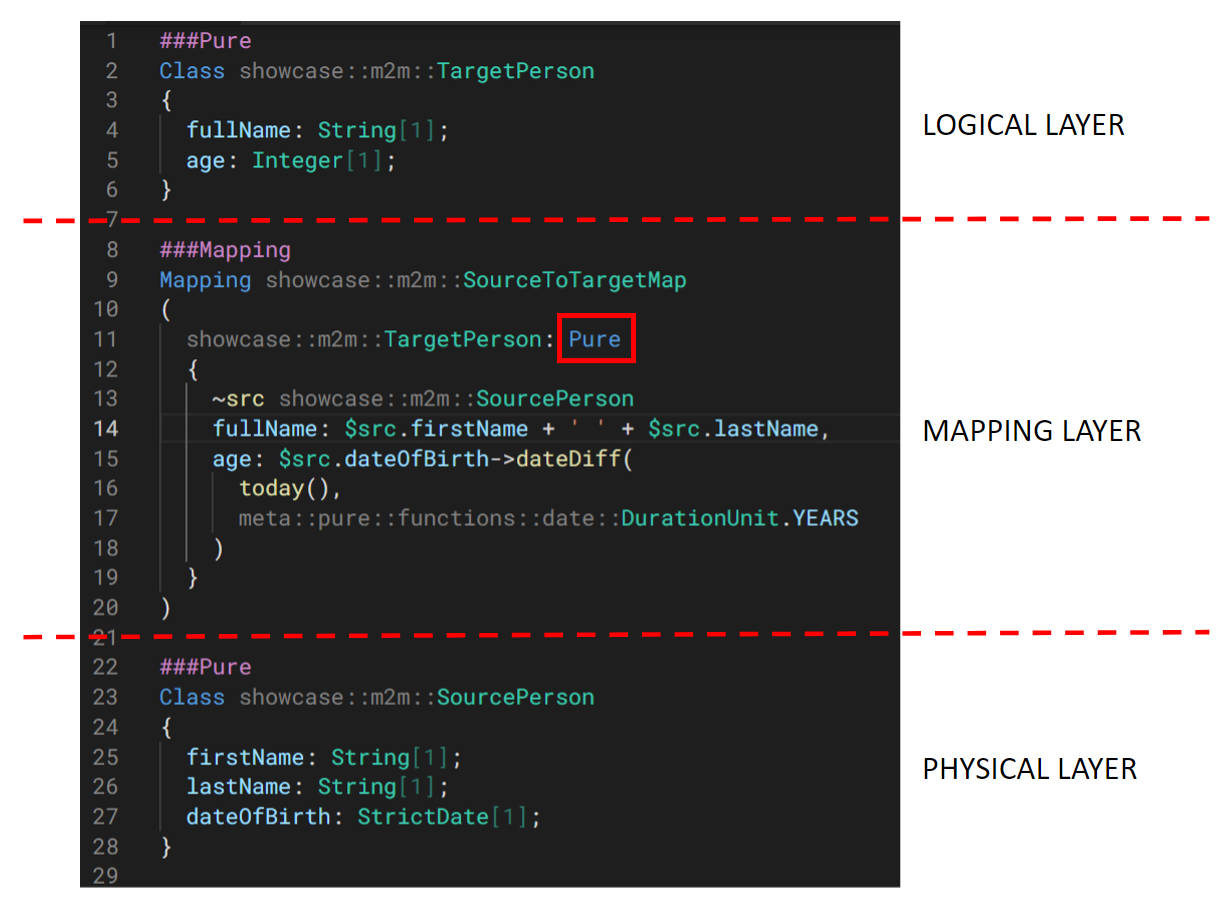 1 ###Pure
2 Class showcase::m2m::TargetPerson
3 {
4 fullName: String[1];
5 age: Integer[1];
6 }
LOGICAL LAYER
7
8 ###Mapping
9 Mapping showcase::m2m::SourceToTargetMap
10 (
11 showcase::m2m::TargetPerson: Pure
12 {
13 ~src showcase::m2m::SourcePerson
14 fullName: $src.firstName + ' ' + $src.lastName,
15 age: $src.dateOfBirth->dateDiff(
16 today(),
17 meta::pure::functions::date::DurationUnit.YEARS
18 )
19 }
20 )
MAPPING LAYER
21
22 ###Pure
23 Class showcase::m2m::SourcePerson
24 {
25 firstName: String[1];
26 lastName: String[1];
27 dateOfBirth: StrictDate[1];
28 }
29
PHYSICAL LAYER